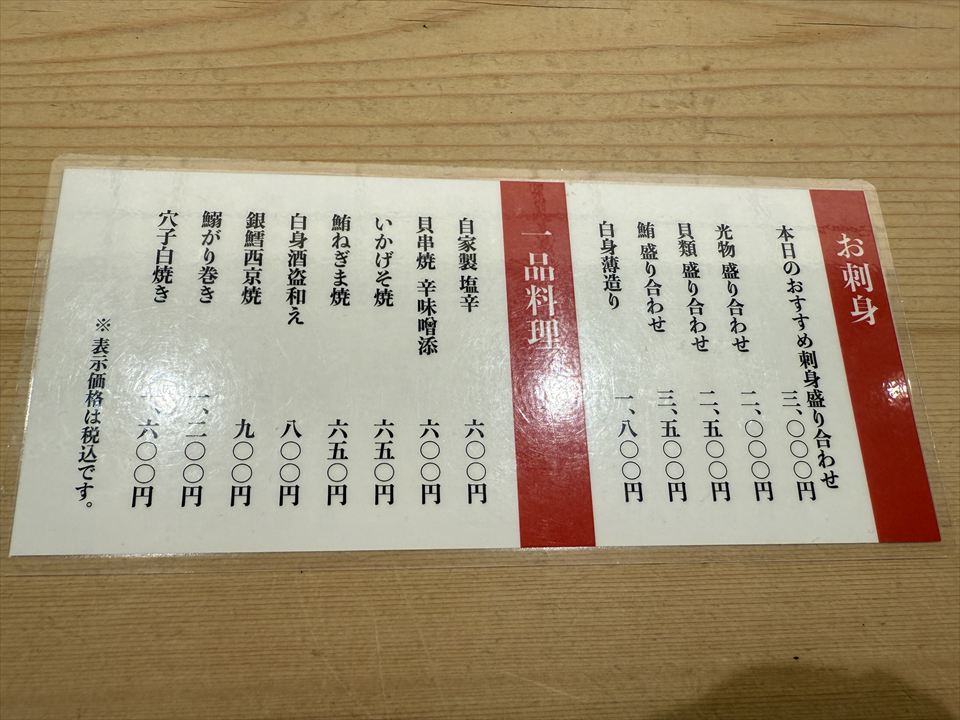 お刺身
本日のおすすめ刺身盛り合わせ
三、〇〇〇円
光物 盛り合わせ
二、〇〇〇円
貝類 盛り合わせ
二、五〇〇円
鮪 盛り合わせ
三、五〇〇円
白身薄造り
一、八〇〇円
一品料理
自家製 塩辛
六〇〇円
貝串焼 辛味噌添
六〇〇円
いかげそ焼
六五〇円
鮪ねぎま焼
六五〇円
白身酒盗和え
八〇〇円
銀鱈西京焼
九〇〇円
鰯がり巻き
一、二〇〇円
穴子白焼き
一、六〇〇円
※ 表示価格は税込です。